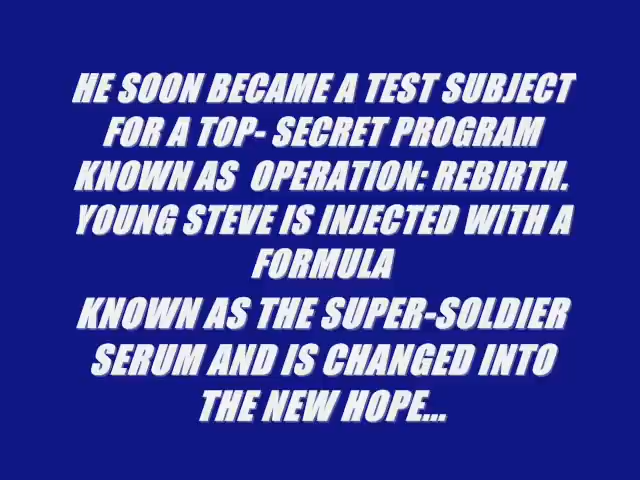 HE SOON BECAME A TEST SUBJECT
FOR A TOP- SECRET PROGRAM
KNOWN AS  OPERATION: REBIRTH.
YOUNG STEVE IS INJECTED WITH A
FORMULA
KNOWN AS THE SUPER-SOLDIER
SERUM AND IS CHANGED INTO
THE NEW HOPE...